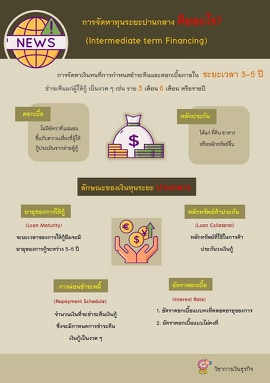 NEWS
การจัดหาทุนระยะปานกลาง คืออะไร?
(Intermediate term Financing)
การจัดหาเงินทุนที่การกำหนดชำระคืนและดอกเบี้ยภายใน ระยะเวลา 3-5 ปี
ชำระคืนแก่ผู้ให้กู้ เป็นงวด ๆ เช่น ราย 3 เดือน 6 เดือน หรือรายปี
ดอกเบี้ย
ไม่มีอัตราที่แน่นอน
ขึ้นกับความเสี่ยงที่ผู้ให้
กู้ประเมินจากฝ่ายผู้กู้
หลักประกัน
ได้แก่ ที่ดิน อาคาร
หรือหลักทรัพย์อื่น
ลักษณะของเงินทุนระยะ
อายุของการให้กู้
(Loan Maturity)
ระยะเวลาของการให้กู้ยืมจะมี
อายุของการกู้ระหว่าง 3-5 ปี
หลักทรัพย์ค้ำประกัน
(Loan Collateral)
หลักทรัพย์ที่ใช้ในการค้ำ
ประกันวงเงินกู้
การผ่อนชำระหนี้
(Repayment Schedule)
จำนวนเงินที่จะชำระคืนเงินกู้
ซึ่งจะมีกำหนดการชำระคืน
เงินกู้เป็นงวด ๆ
อัตราดอกเบี้ย
(Interest Rate)
1. อัตราดอกเบี้ยแบบคงที่ตลอดอายุของการ
2. อัตราดอกเบี้ยแบบไม่คงที่
วิชาการเงินธุรกิจ